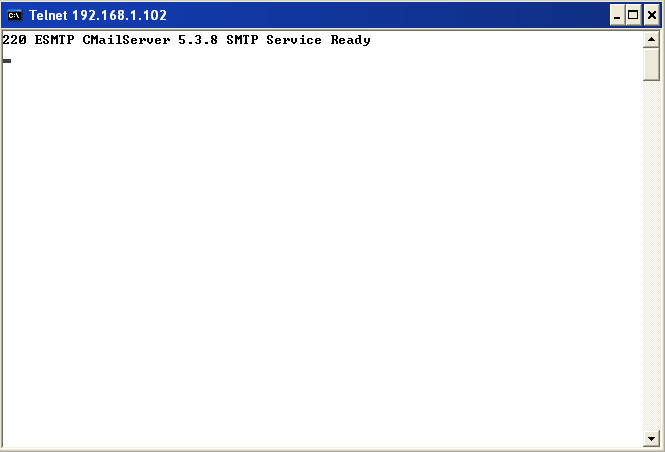 Telnet 192.168.1.102
220 ESMTP CMailServer 5.3.8 SMTP Service Ready